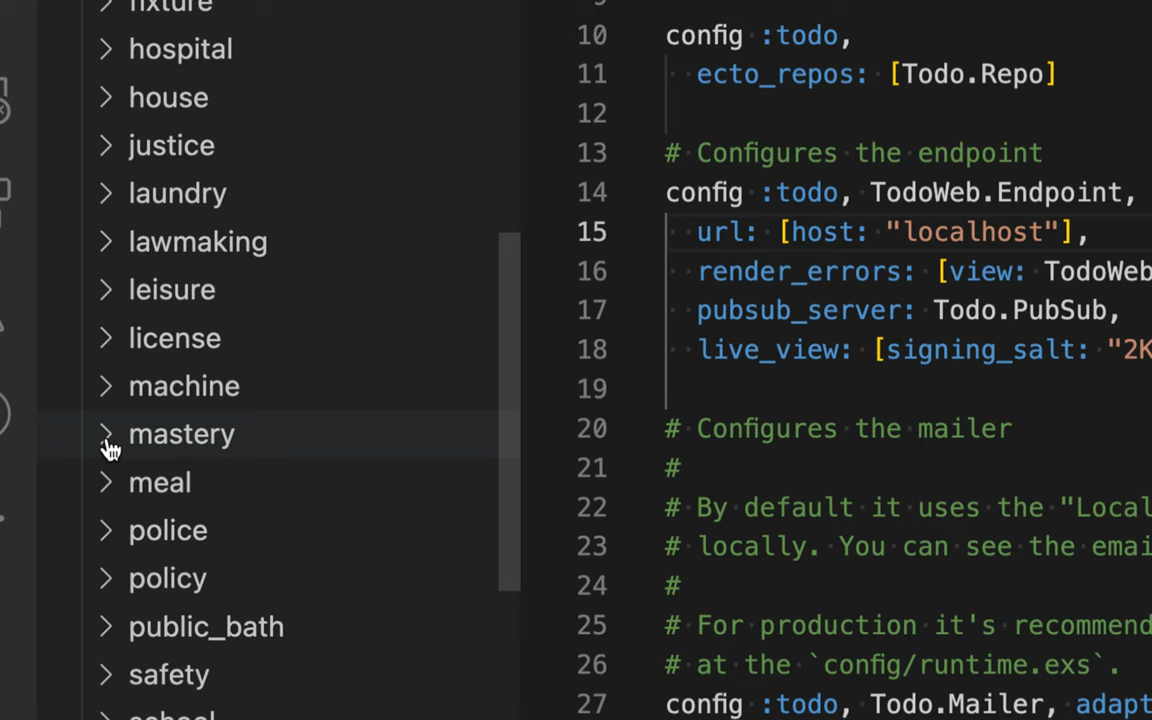 fixture
hospital
house
justice
laundry
lawmaking
leisure
license
machine
mastery
meal
police
policy
public_bath
safety
school
9
10 config :todo,
11 ecto_repos: [Todo.Repo]
12
13 # Configures the endpoint
14 config :todo, TodoWeb.Endpoint,
15 url: [host: "localhost"],
16 render_errors: [view: TodoWeb
17 pubsub_server: Todo.PubSub,
18 live_view: [signing_salt: "2K
19
20 # Configures the mailer
21 #
22 # By default it uses the "Local
23 # locally. You can see the emai
24 #
25 # For production it's recommend
26 # at the `config/runtime.exs`.
27 config :todo, Todo.Mailer, adapt